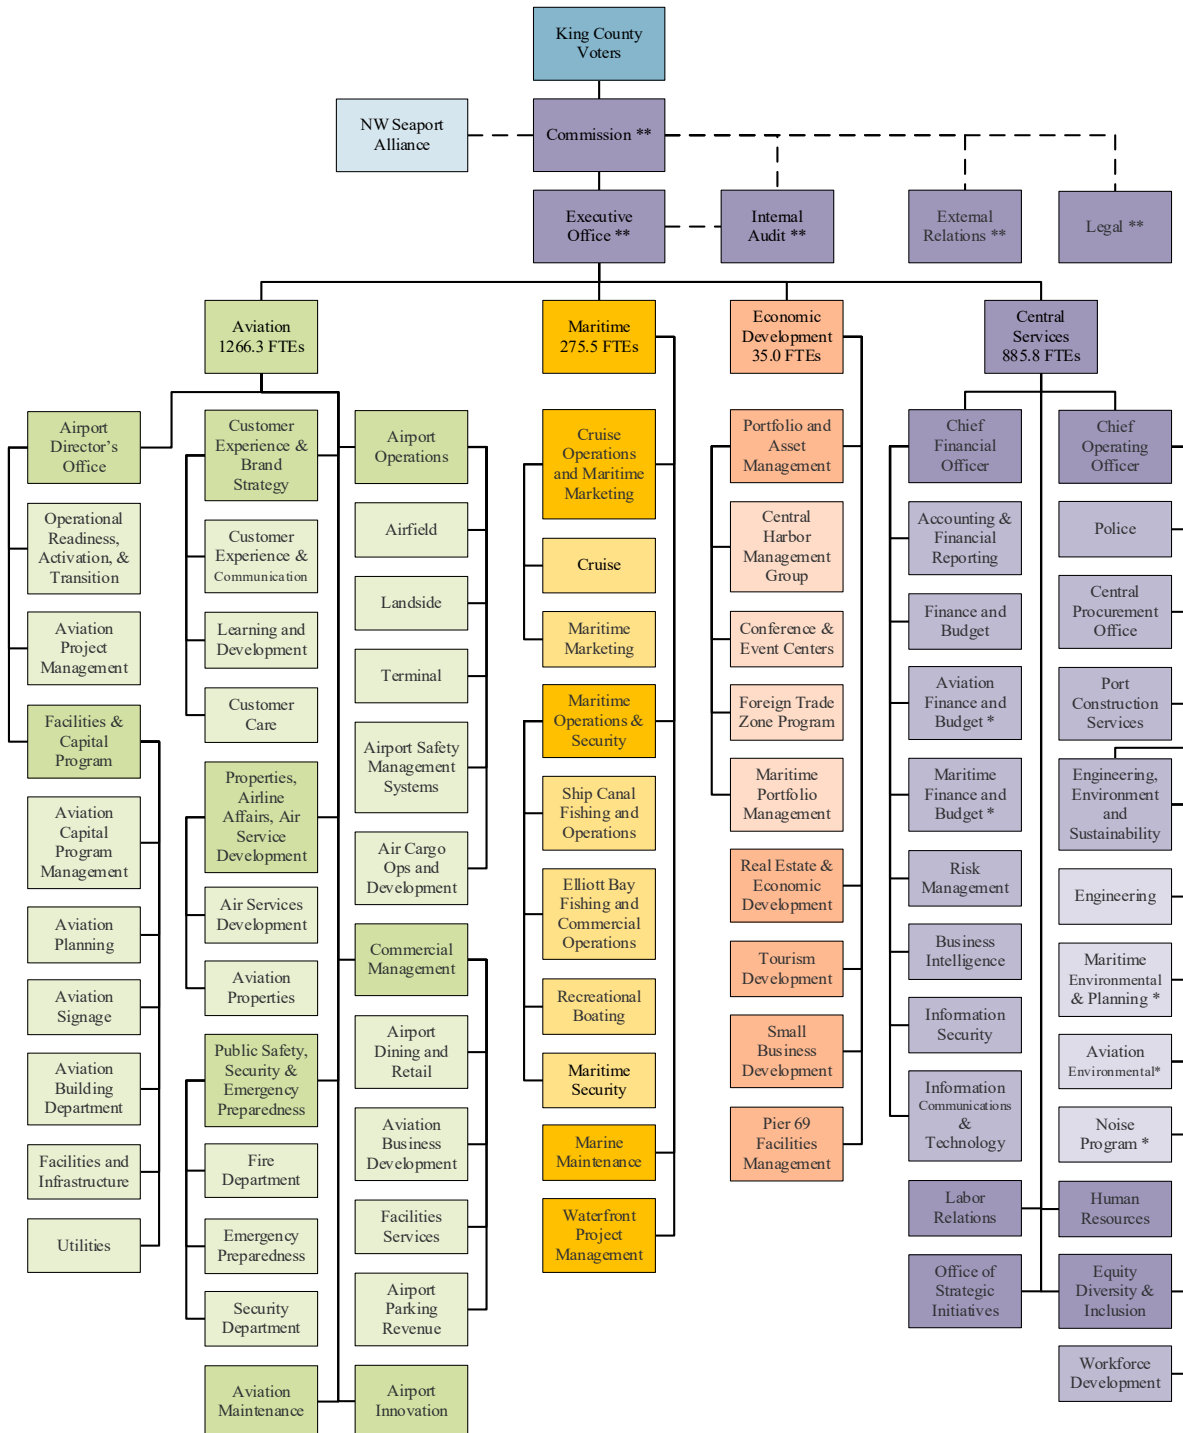 King County
Voters
NW Seaport
Alliance
Commission **
Executive
Office **
Internal
Audit **
External
Relations **
Legal **
Aviation
1266.3 FTEs
Maritime
275.5 FTEs
Economic
Development
35.0 FTEs
Central
Services
885.8 FTEs
Airport
Director's
Office
Operational
Readiness,
Activation, &
Transition
Aviation
Project
Management
Facilities &
Capital
Program
Aviation
Capital
Program
Management
Aviation
Planning
Aviation
Signage
Aviation
Building
Department
Facilities and
Infrastructure
Utilities
Customer
Experience &
Brand
Strategy
Customer
Experience &
Communication
Learning and
Development
Customer
Care
Properties,
Airline
Affairs, Air
Service
Development
Air Services
Development
Aviation
Properties
Public Safety,
Security &
Emergency
Preparedness
Fire
Department
Emergency
Preparedness
Security
Department
Aviation
Maintenance
Airport
Operations
Airfield
Landside
Terminal
Airport Safety
Management
Systems
Air Cargo
Ops and
Development
Commercial
Management
Airport
Dining and
Retail
Aviation
Business
Development
Facilities
Services
Airport
Parking
Revenue
Airport
Innovation
Cruise
Operations
and Maritime
Marketing
Cruise
Maritime
Marketing
Maritime
Operations &
Security
Ship Canal
Fishing and
Operations
Elliott Bay
Fishing and
Commercial
Operations
Recreational
Boating
Maritime
Security
Marine
Maintenance
Waterfront
Project
Management
Portfolio and
Asset
Management
Central
Harbor
Management
Group
Conference &
Event Centers
Foreign Trade
Zone Program
Maritime
Portfolio
Management
Real Estate &
Economic
Development
Tourism
Development
Small
Business
Development
Pier 69
Facilities
Management
Chief
Financial
Officer
Accounting &
Financial
Reporting
Finance and
Budget
Aviation
Finance and
Budget *
Maritime
Finance and
Budget *
Risk
Management
Business
Intelligence
Information
Security
Information
Communications
& Technology
Labor
Relations
Office of
Strategic
Initiatives
Chief
Operating
Officer
Police
Central
Procurement
Office
Port
Construction
Services
Engineering,
Environment
and
Sustainability
Engineering
Maritime
Environmental
& Planning *
Aviation
Environmental*
Noise
Program *
Human
Resources
Equity
Diversity &
Inclusion
Workforce
Development